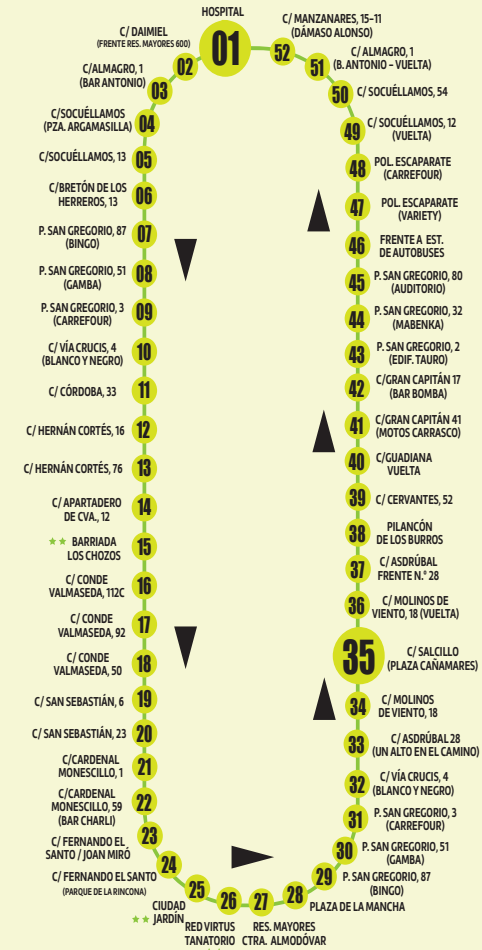 HOSPITAL
01
C/ DAIMIEL
(FRENTE RES. MAYORES 600)
02
C/ALMAGRO, 1
(BAR ANTONIO)
03
C/SOCUÉLLAMOS
(PZA. ARGAMASILLA)
04
C/SOCUÉLLAMOS, 13
05
C/BRETÓN DE LOS
HERREROS, 13
06
P. SAN GREGORIO, 87
(BINGO)
07
P. SAN GREGORIO, 51
(GAMBA)
08
P. SAN GREGORIO, 3
(CARREFOUR)
09
C/ VÍA CRUCIS, 4
(BLANCO Y NEGRO)
10
C/ CÓRDOBA, 33
11
C/ HERNÁN CORTÉS, 16
12
C/ HERNÁN CORTÉS, 76
13
C/ APARTADERO
DE CVA., 12
14
BARRIADA
LOS CHOZOS
15
C/ CONDE
VALMASEDA, 112C
16
C/ CONDE
VALMASEDA, 92
17
C/ CONDE
VALMASEDA, 50
18
C/ SAN SEBASTIÁN, 6
19
C/ SAN SEBASTIÁN, 23
20
C/CARDENAL
MONESCILLO, 1
21
C/CARDENAL
MONESCILLO, 59
(BAR CHARLI)
22
C/ FERNANDO EL
SANTO / JOAN MIRÓ
23
C/ FERNANDO EL SANTO
(PARQUE DE LA RINCONA)
24
CIUDAD
JARDÍN
25
RED VIRTUS
TANATORIO
26
RES. MAYORES
CTRA. ALMODÓVAR
27
PLAZA DE LA MANCHA
28
P. SAN GREGORIO, 87
(BINGO)
29
P. SAN GREGORIO, 51
(GAMBA)
30
P. SAN GREGORIO, 3
(CARREFOUR)
31
C/ VÍA CRUCIS, 4
(BLANCO Y NEGRO)
32
C/ ASDRÚBAL 28
(UN ALTO EN EL CAMINO)
33
C/ MOLINOS
DE VIENTO, 18
34
C/ SALCILLO
(PLAZA CAÑAMARES)
35
C/ MOLINOS DE
VIENTO, 18 (VUELTA)
36
C/ ASDRÚBAL
FRENTE N.° 28
37
PILANCÓN
DE LOS BURROS
38
C/ CERVANTES, 52
39
C/GUADIANA
VUELTA
40
C/GRAN CAPITÁN 41
(MOTOS CARRASCO)
41
C/GRAN CAPITÁN 17
(BAR BOMBA)
42
P. SAN GREGORIO, 2
(EDIF. TAURO)
43
P. SAN GREGORIO, 32
(MABENKA)
44
P. SAN GREGORIO, 80
(AUDITORIO)
45
FRENTE A EST.
DE AUTOBUSES
46
POL. ESCAPARATE
(VARIETY)
47
POL. ESCAPARATE
(CARREFOUR)
48
C/ SOCUÉLLAMOS, 12
(VUELTA)
49
C/ SOCUÉLLAMOS, 54
50
C/ ALMAGRO, 1
(B. ANTONIO - VUELTA)
51
C/ MANZANARES, 15-11
(DÁMASO ALONSO)
52